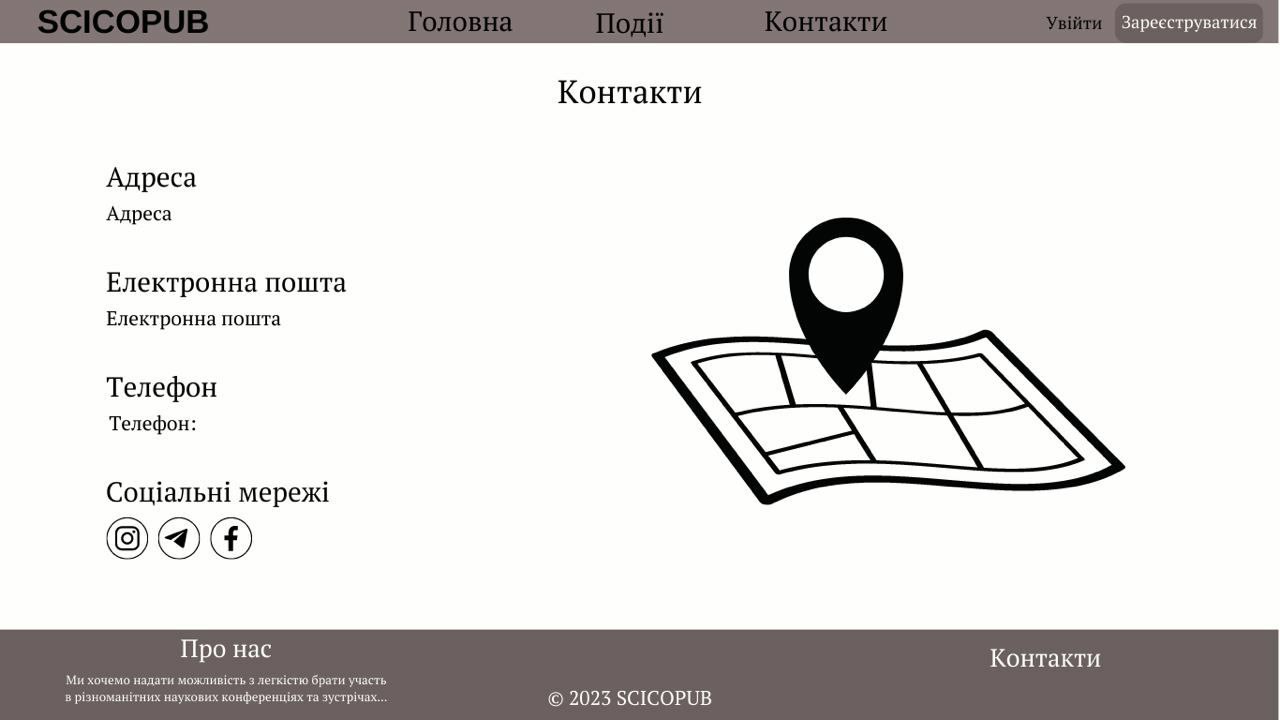 SCICOPUB
Головна
Події
Контакти
Увійти
Зареєструватися
Контакти
Адреса
Адреса
Електронна пошта
Електронна пошта
Телефон
Телефон:
Соціальні мережі
Про нас
Ми хочемо надати можливість з легкістю брати участь
в різноманітних наукових конференціях та зустрічах...
© 2023 SCICOPUB
Контакти